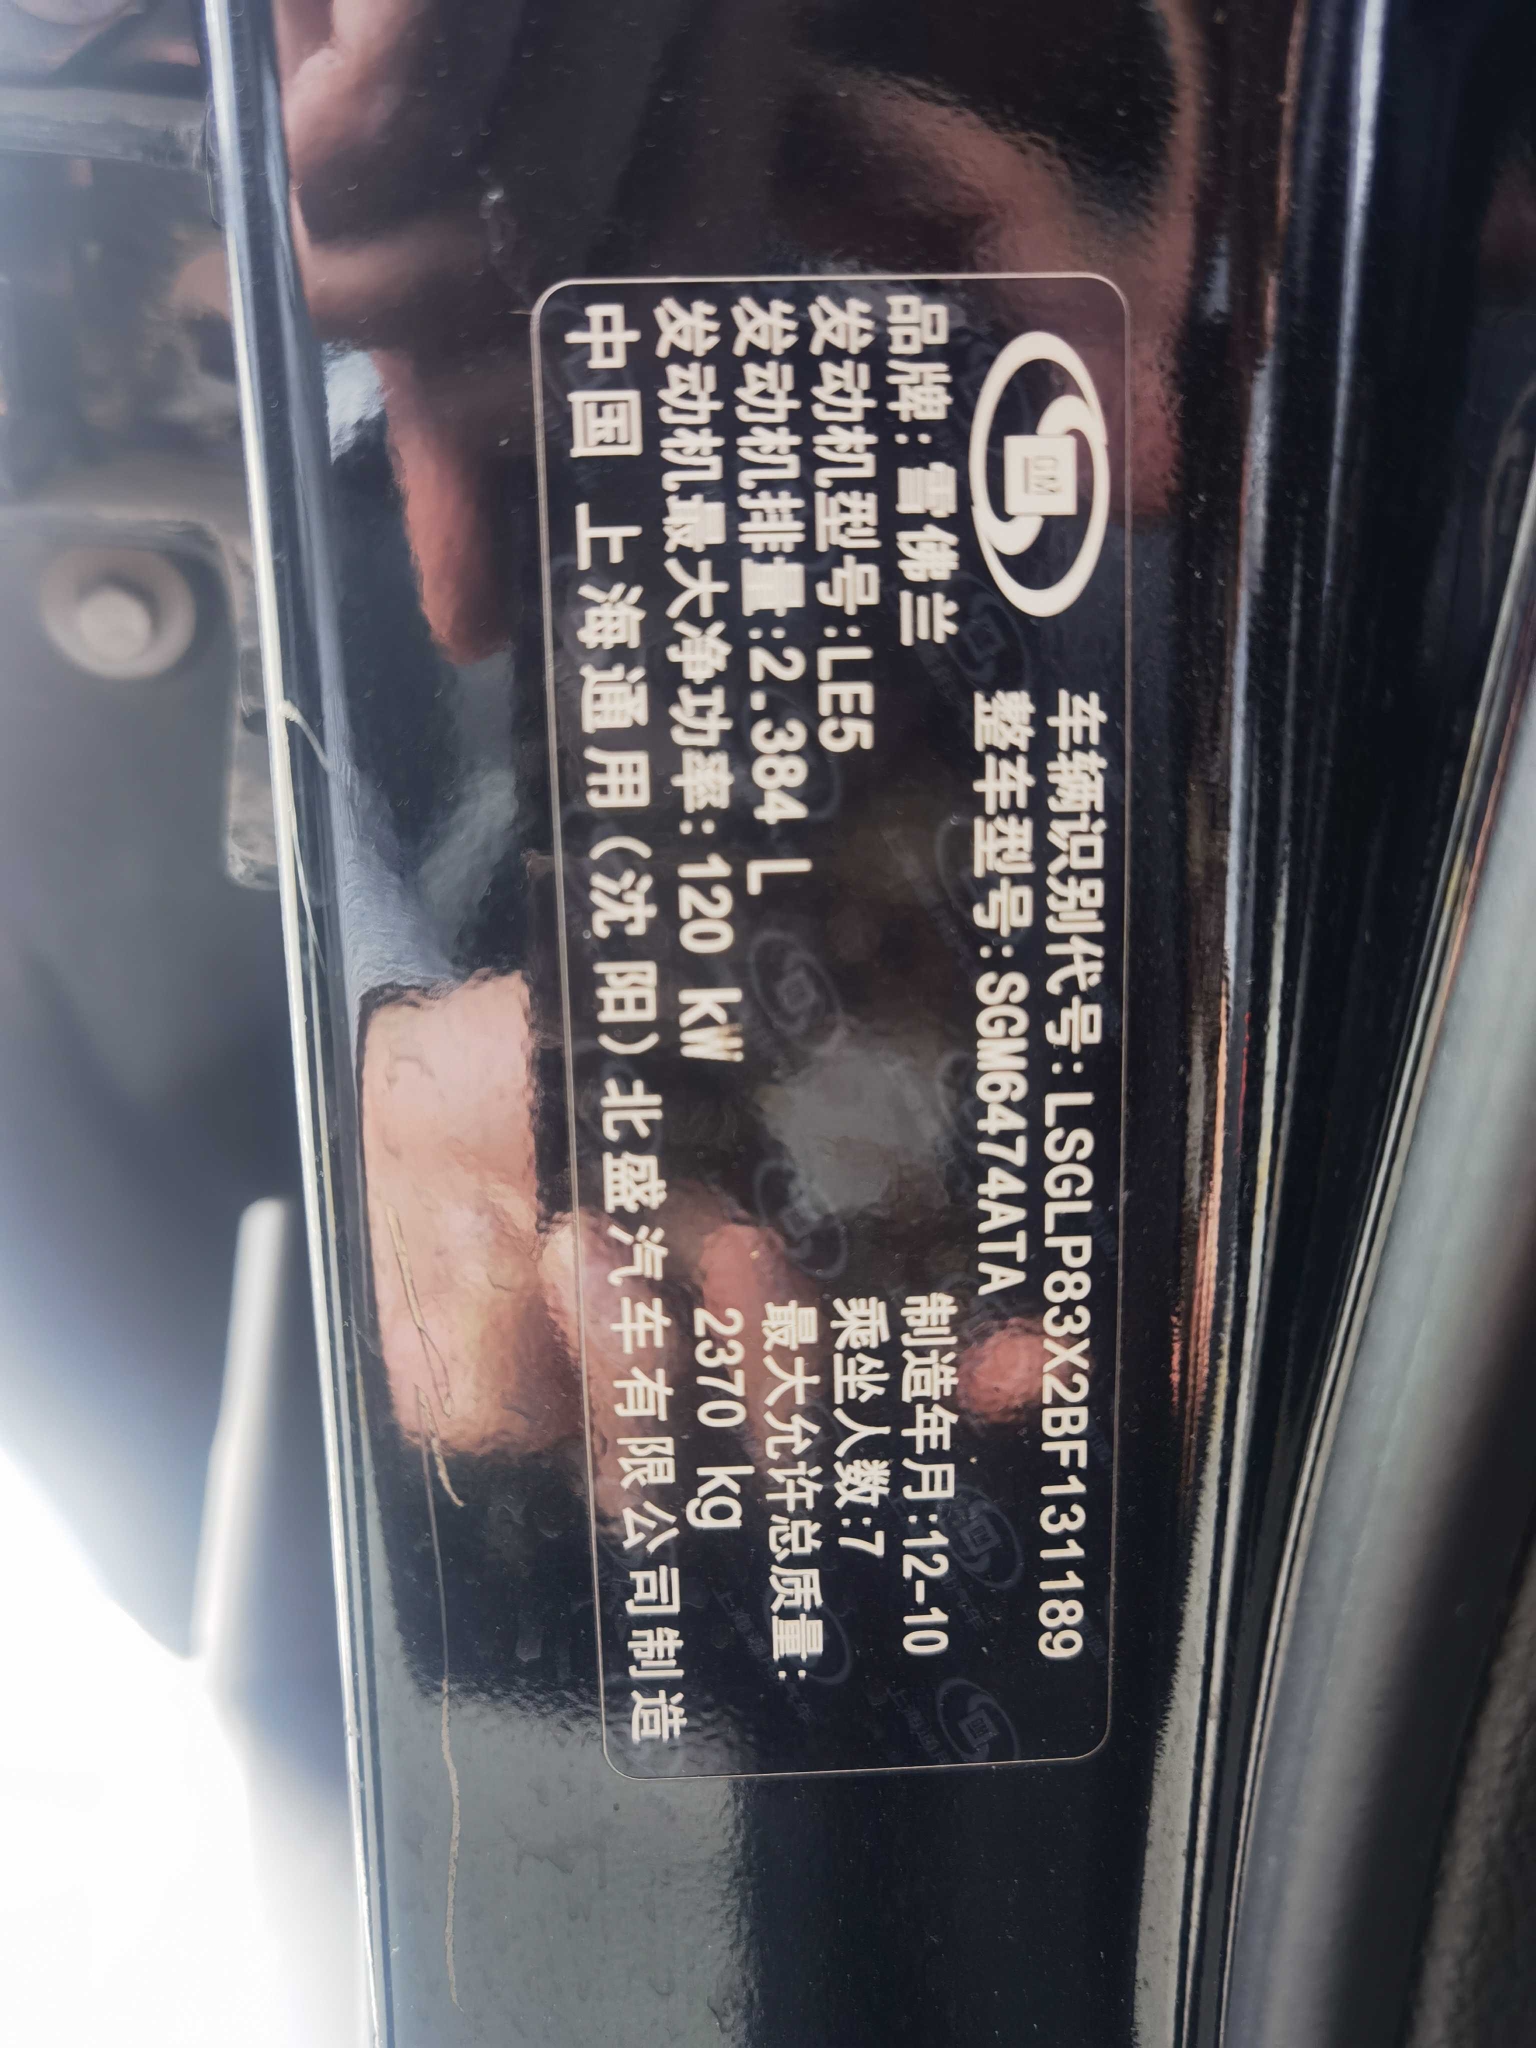 GM
车辆识别代号:LSGLP83X2BF131189
整车型号:SGM6474ATA
品牌:雪佛兰
制造年月:12-10
发动机型号:LE5
乘坐人数:7
发动机排量:2.384 L
最大允许总质量:
发动机最大净功率:120 kW
2370 kg
中国 上海通用(沈阳)北盛汽车有限公司制造